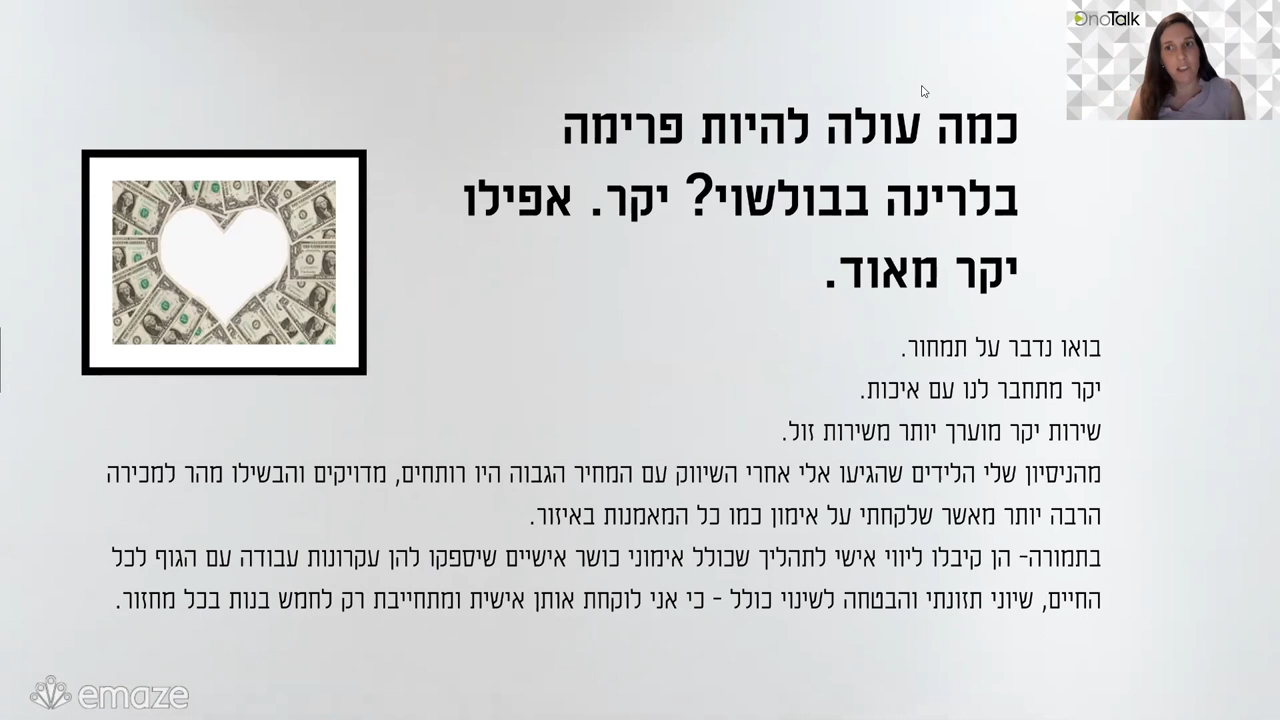 OnoTalk
כמה עולה להיות פרימה
בלרינה בבולשוי? יקר. אפילו
יקר מאוד.
בואו נדבר על תמחור.
יקר מתחבר לנו עם איכות.
שירות יקר מוערך יותר משירות זול.
מהניסיון שלי הלידים שהגיעו אלי אחרי השיווק עם המחיר הגבוה היו רותחים, מדויקים והבשילו מהר למכירה
הרבה יותר מאשר שלקחתי על אימון כמו כל המאמנות באיזור.
בתמורה- הן קיבלו ליווי אישי לתהליך שכולל אימוני כושר אישיים שיספקו להן עקרונות עבודה עם הגוף לכל
החיים, שיוני תזונתי והבטחה לשינוי כולל - כי אני לוקחת אותן אישית ומתחייבת רק לחמש בנות בכל מחזור.
emaze